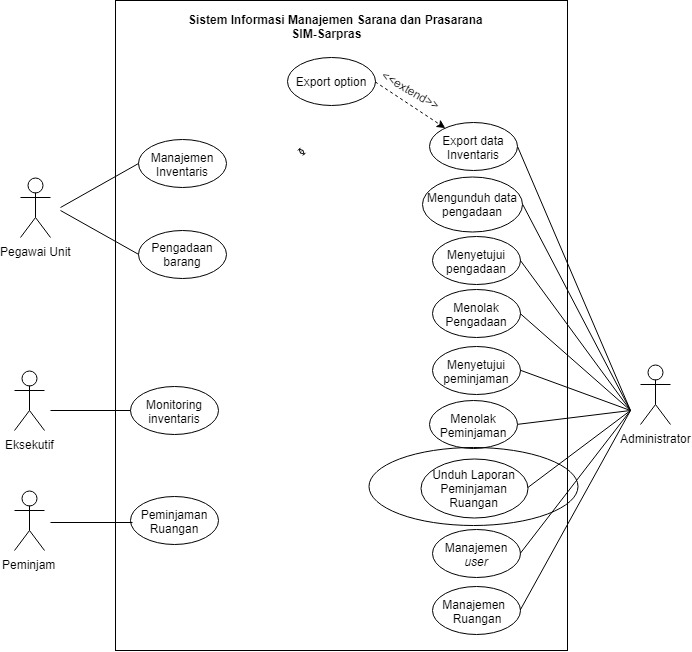 Sistem Informasi Manajemen Sarana dan Prasarana
SIM-Sarpras
Export option
<<extend>>
Export data
Inventaris
Manajemen
Inventaris
Mengunduh data
pengadaan
Pegawai Unit
Pengadaan
barang
Menyetujui
pengadaan
Menolak
Pengadaan
Menyetujui
peminjaman
Monitoring
inventaris
Eksekutif
Menolak
Peminjaman
Administrator
Unduh Laporan
Peminjaman
Ruangan
Peminjaman
Ruangan
Peminjam
Manajemen
user
Manajemen
Ruangan